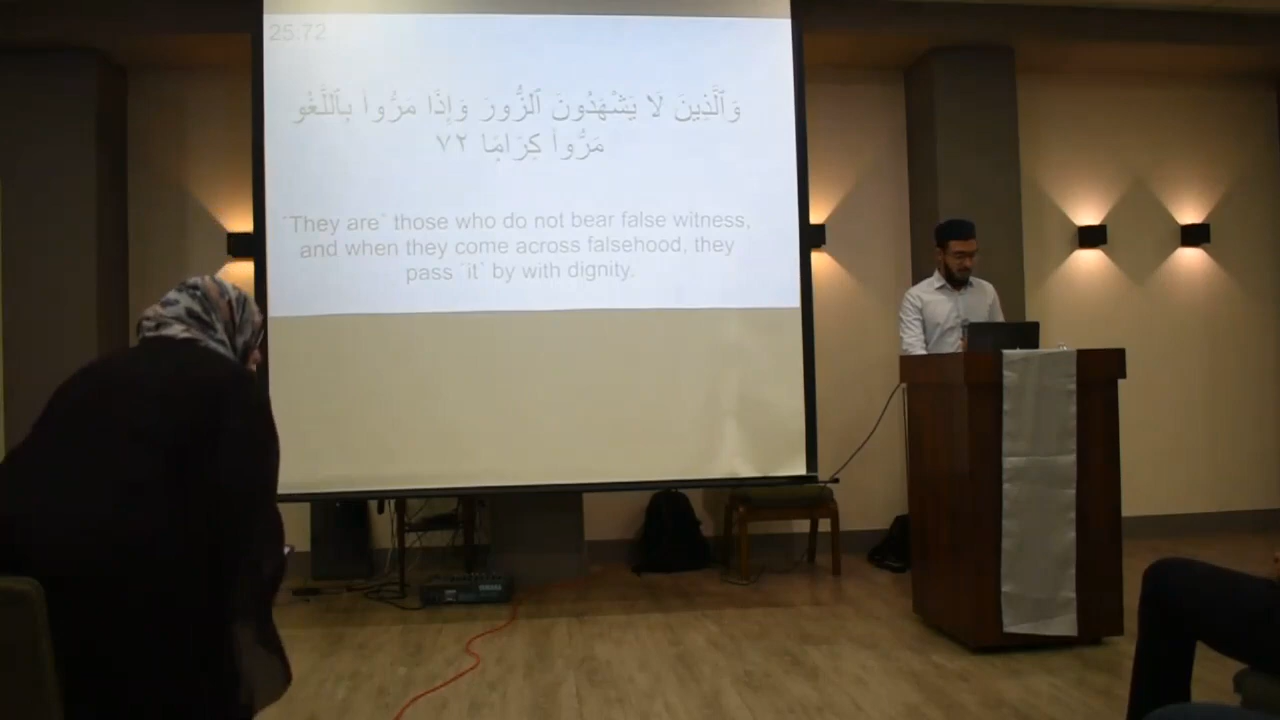 25:72
وَٱلَّذِينَ لَا يَشْهَدُونَ ٱلزُّورَ وَإِذَا مَرُّوا۟ بِٱللَّغْوِ
مَرُّوا۟ كِرَامًا ٧٢
˹They are˺ those who do not bear false witness,
and when they come across falsehood, they
pass ˹it˺ by with dignity.